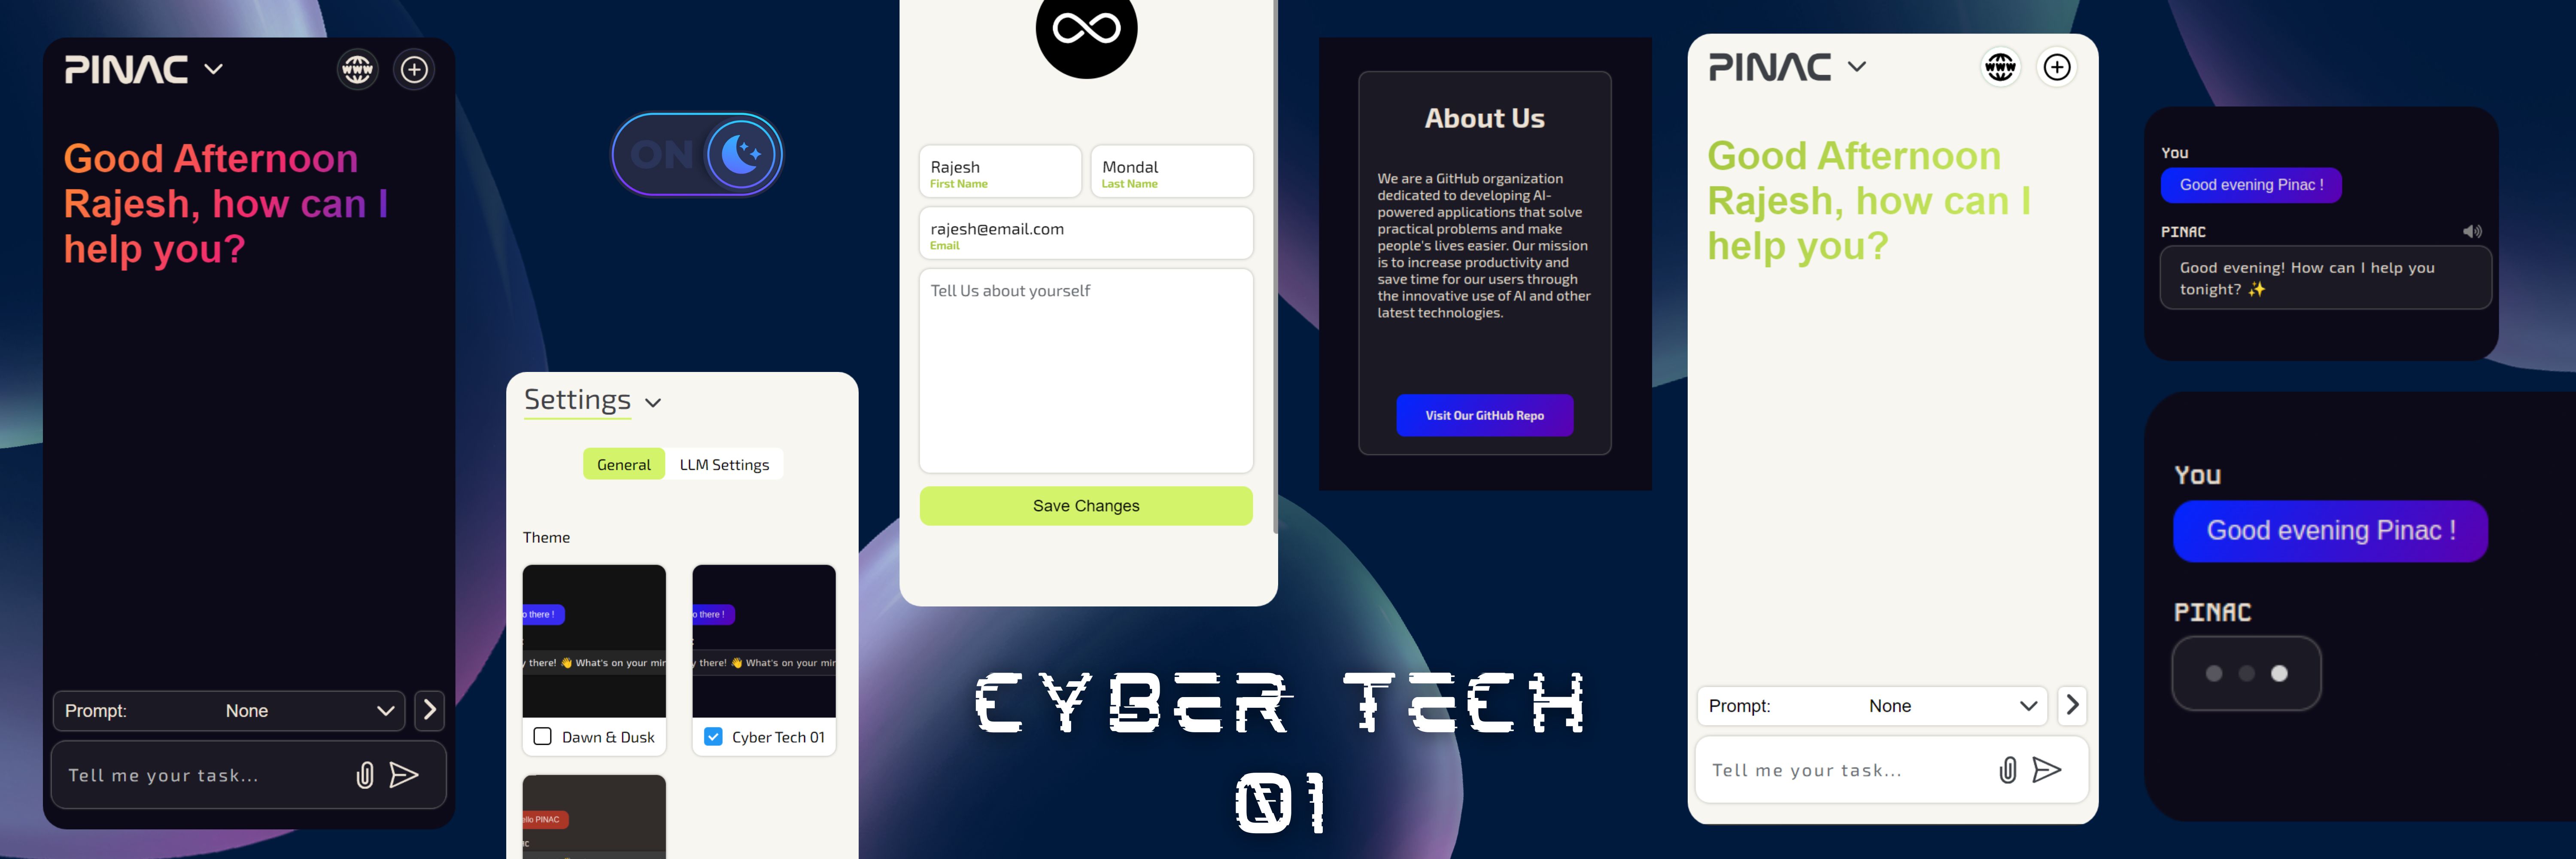 PINAC
Good Afternoon
Rajesh, how can I
help you?
Prompt: None
Tell me your task...
ON
Settings
General LLM Settings
Theme
o there !
y there! 👋 What's on your mir
Dawn & Dusk
o there !
y there! 👋 What's on your mir
Cyber Tech 01
ello PINAC
AC
Rajesh
First Name
Mondal
Last Name
rajesh@email.com
Email
Tell Us about yourself
Save Changes
CYBER TECH
01
About Us
We are a GitHub organization
dedicated to developing AI-
powered applications that solve
practical problems and make
people's lives easier. Our mission
is to increase productivity and
save time for our users through
the innovative use of AI and other
latest technologies.
Visit Our GitHub Repo
PINAC
WWW
Good Afternoon
Rajesh, how can I
help you?
Prompt: None
Tell me your task...
You
Good evening Pinac !
PINAC
Good evening! How can I help you
tonight? ✨
You
Good evening Pinac !
PINAC